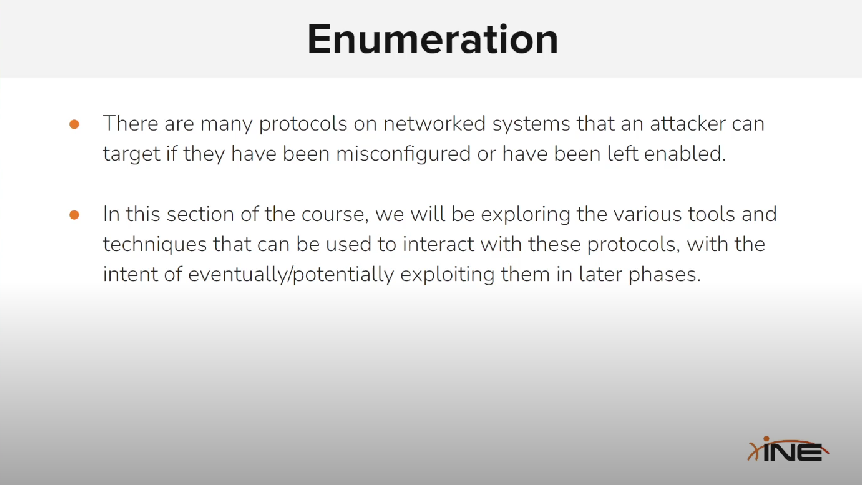 Enumeration
There are many protocols on networked systems that an attacker can
target if they have been misconfigured or have been left enabled.
In this section of the course, we will be exploring the various tools and
techniques that can be used to interact with these protocols, with the
intent of eventually/potentially exploiting them in later phases.
iNE